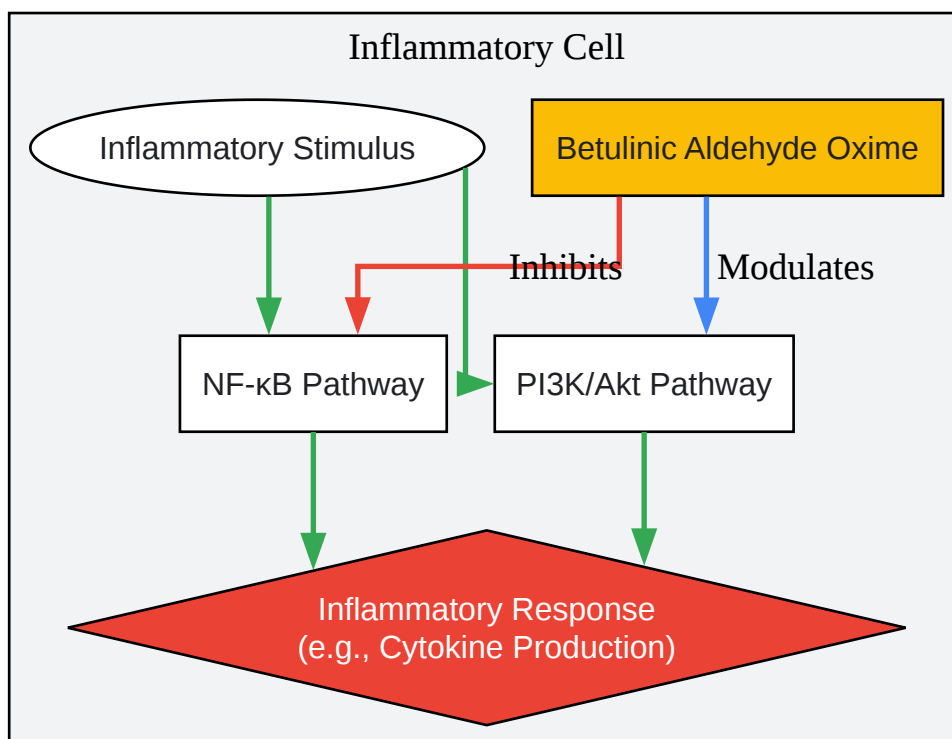 Inflammatory Cell
Inflammatory Stimulus
Betulinic Aldehyde Oxime
Inhibits
Modulates
NF-κB Pathway
PI3K/Akt Pathway
Inflammatory Response
(e.g., Cytokine Production)